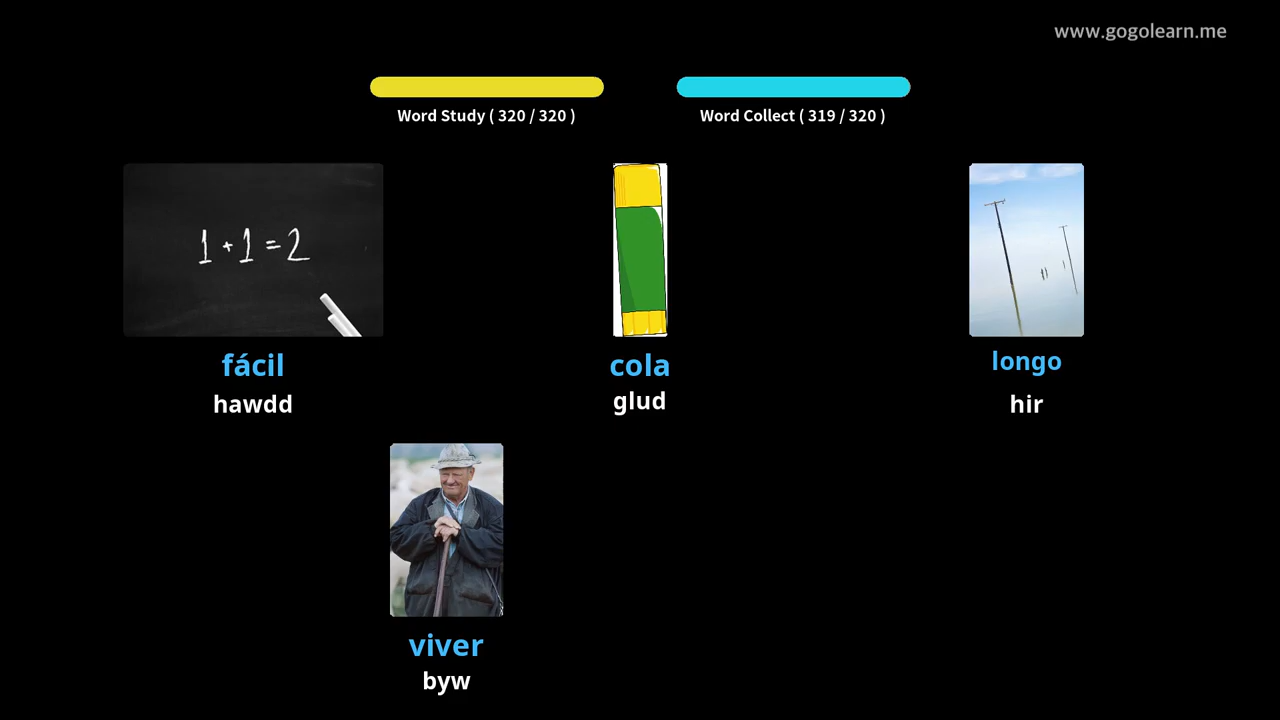 www.gogolearn.me
Word Study ( 320 / 320 )
Word Collect ( 319 / 320 )
1 + 1 = 2
fácil
hawdd
cola
glud
longo
hir
viver
byw